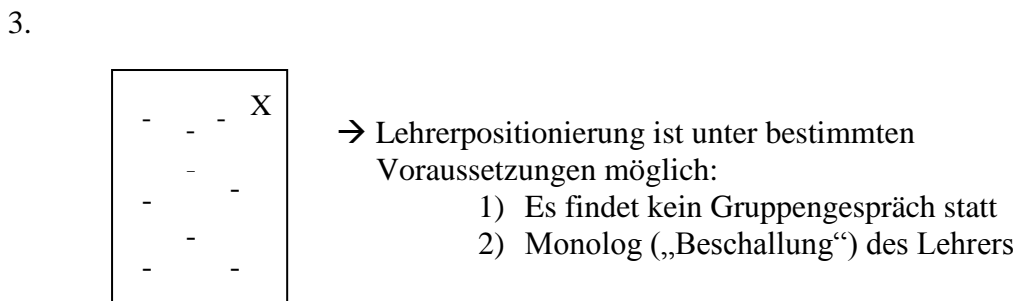 3.
X
→ Lehrerpositionierung ist unter bestimmten
Voraussetzungen möglich:
1) Es findet kein Gruppengespräch statt
2) Monolog („Beschallung“) des Lehrers